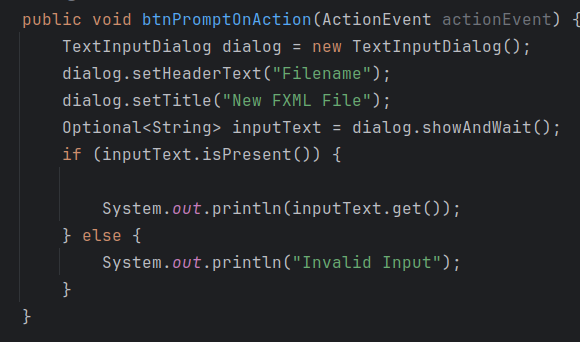 public void btnPromptOnAction(ActionEvent actionEvent) {
    TextInputDialog dialog = new TextInputDialog();
    dialog.setHeaderText("Filename");
    dialog.setTitle("New FXML File");
    Optional<String> inputText = dialog.showAndWait();
    if (inputText.isPresent()) {

        System.out.println(inputText.get());
    } else {
        System.out.println("Invalid Input");
    }
}